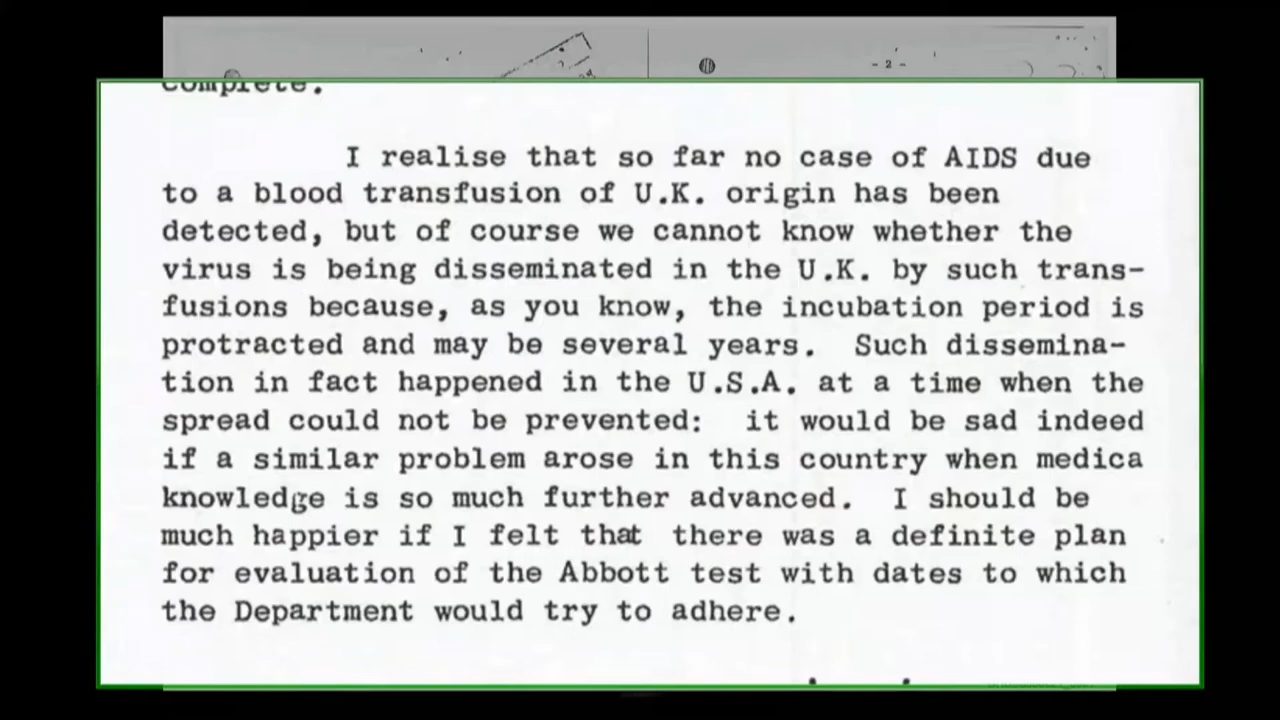 - 2 -
complete.
I realise that so far no case of AIDS due
to a blood transfusion of U.K. origin has been
detected, but of course we cannot know whether the
virus is being disseminated in the U.K. by such trans-
fusions because, as you know, the incubation period is
protracted and may be several years. Such dissemina-
tion in fact happened in the U.S.A. at a time when the
spread could not be prevented: it would be sad indeed
if a similar problem arose in this country when medica
knowledge is so much further advanced. I should be
much happier if I felt that there was a definite plan
for evaluation of the Abbott test with dates to which
the Department would try to adhere.